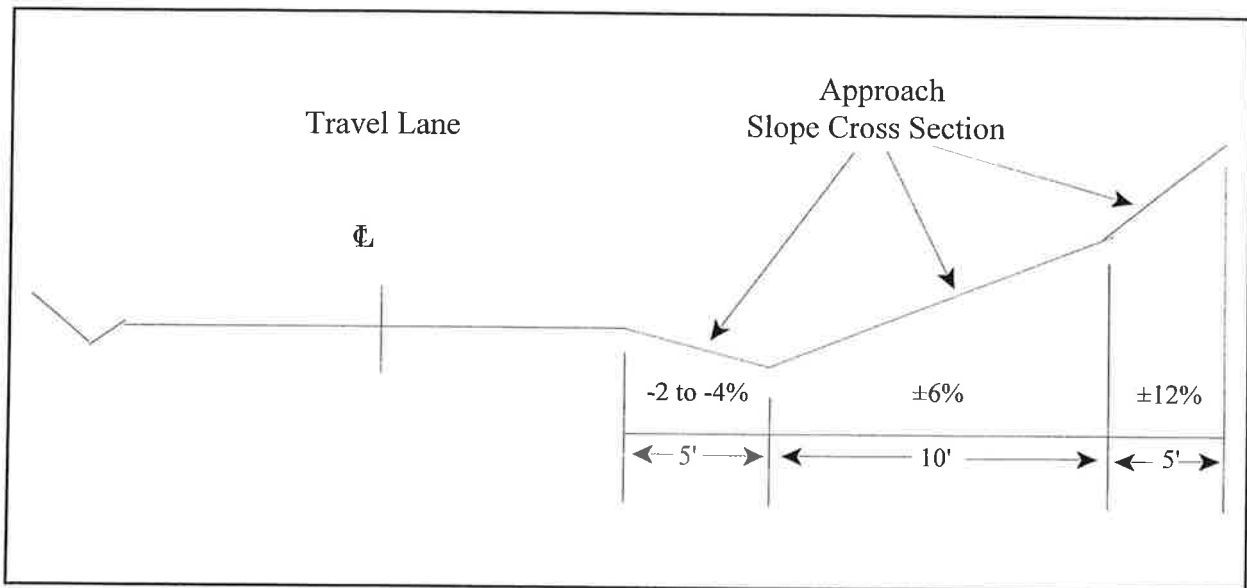 Travel Lane
Approach
Slope Cross Section
℄
-2 to -4%
±6%
±12%
5'
10'
5'